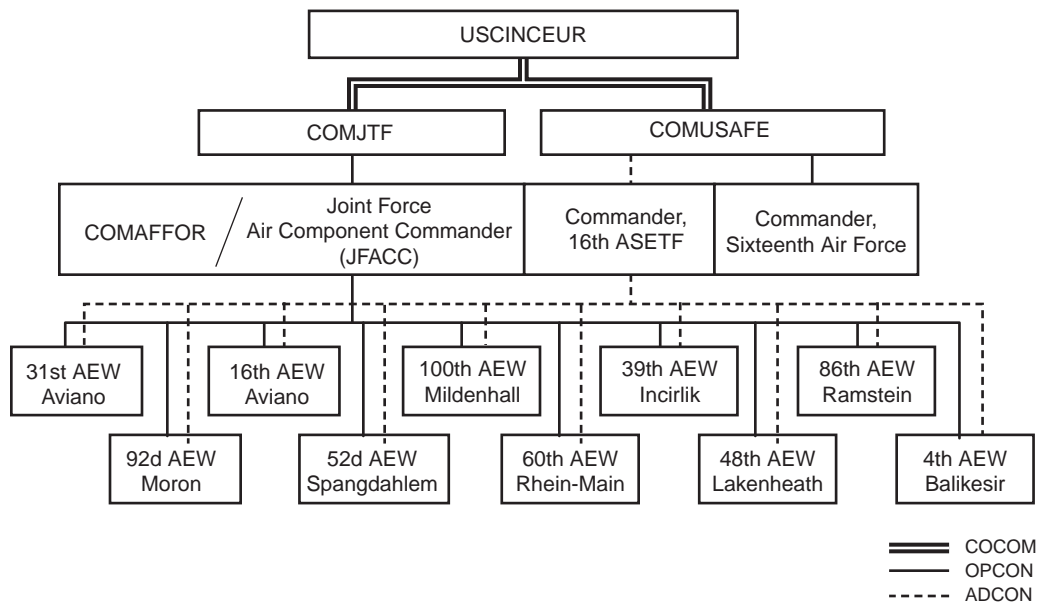 USCINCEUR
COMJTF
COMUSAFE
COMAFFOR
Joint Force
Air Component Commander
(JFACC)
Commander,
16th ASETF
Commander,
Sixteenth Air Force
31st AEW
Aviano
16th AEW
Aviano
100th AEW
Mildenhall
39th AEW
Incirlik
86th AEW
Ramstein
92d AEW
Moron
52d AEW
Spangdahlem
60th AEW
Rhein-Main
48th AEW
Lakenheath
4th AEW
Balikesir
COCOM
OPCON
ADCON